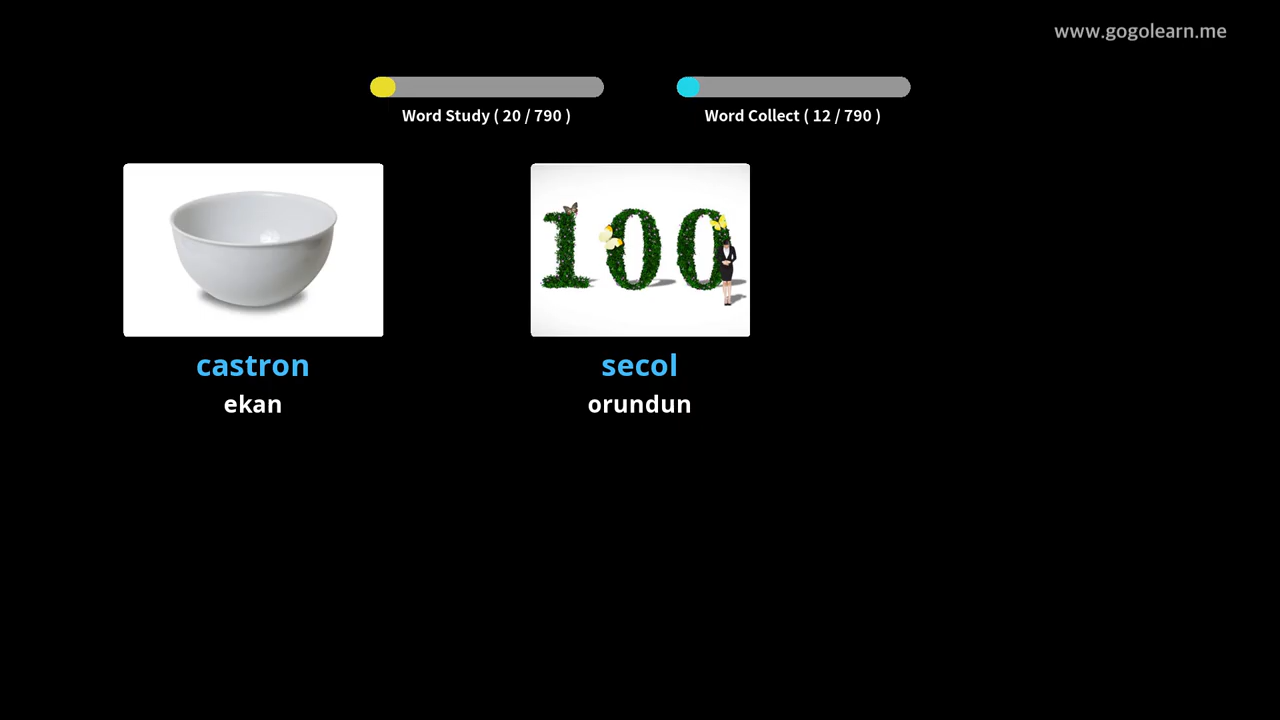 www.gogolearn.me
Word Study ( 20 / 790 )
Word Collect ( 12 / 790 )
100
castron
secol
ekan
orundun